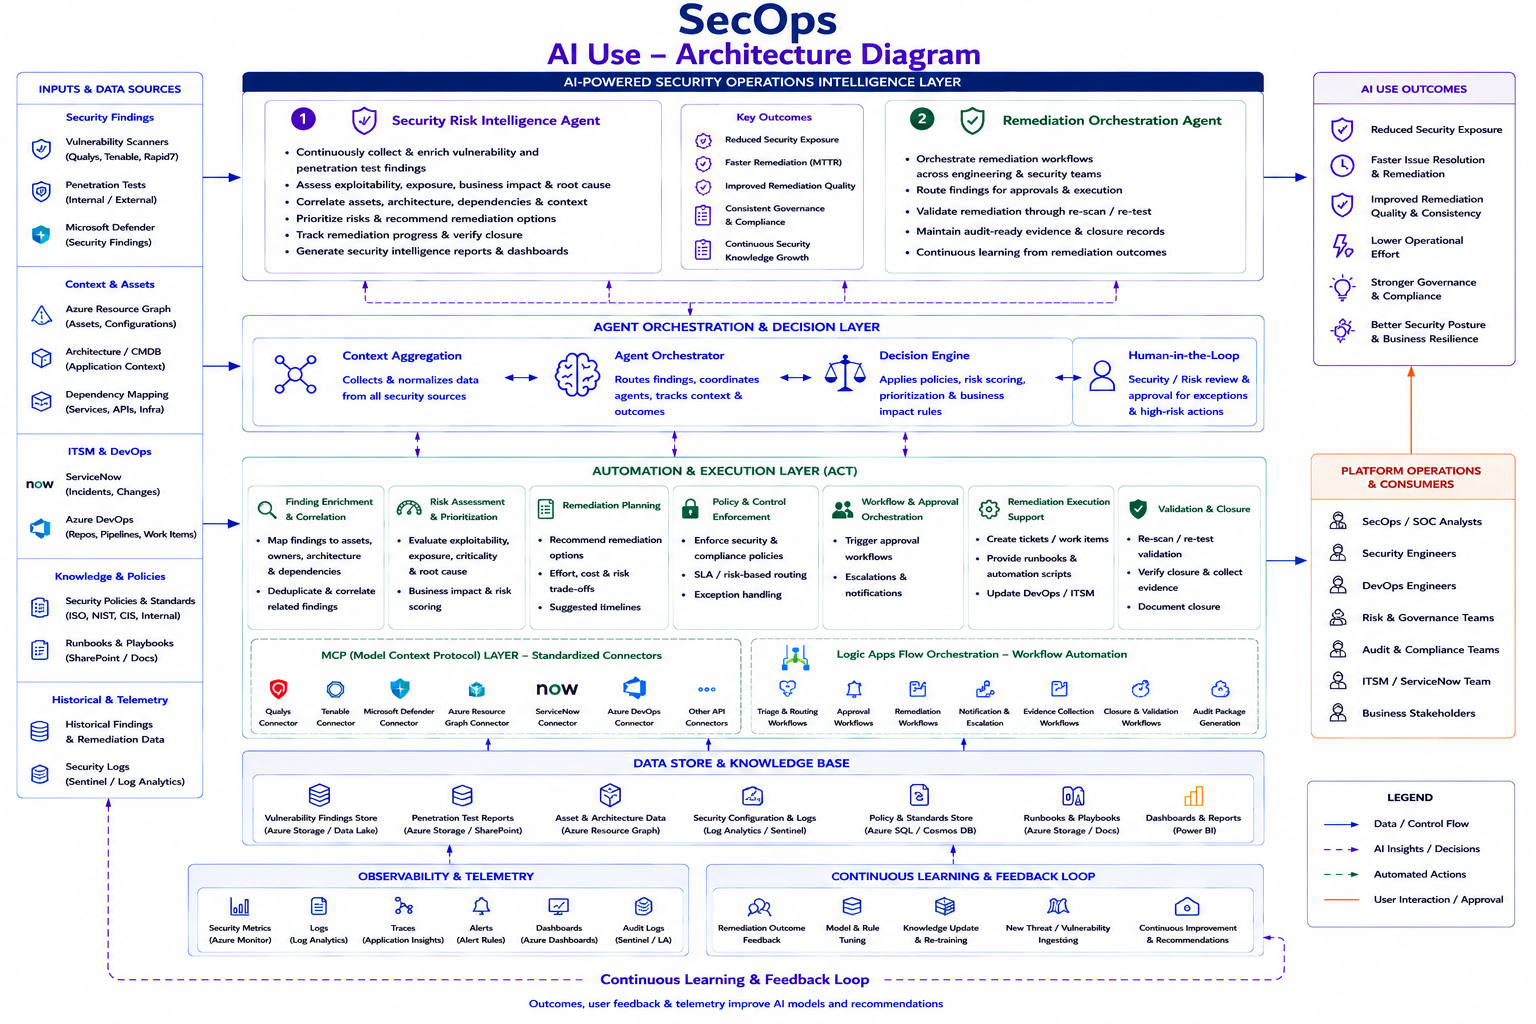 SecOps
AI Use – Architecture Diagram
INPUTS & DATA SOURCES
Security Findings
Vulnerability Scanners
(Qualys, Tenable, Rapid7)
Penetration Tests
(Internal / External)
Microsoft Defender
(Security Findings)
Context & Assets
Azure Resource Graph
(Assets, Configurations)
Architecture / CMDB
(Application Context)
Dependency Mapping
(Services, APIs, Infra)
ITSM & DevOps
now
ServiceNow
(Incidents, Changes)
Azure DevOps
(Repos, Pipelines, Work Items)
Knowledge & Policies
Security Policies & Standards
(ISO, NIST, CIS, Internal)
Runbooks & Playbooks
(SharePoint / Docs)
Historical & Telemetry
Historical Findings
& Remediation Data
Security Logs
(Sentinel / Log Analytics)
AI-POWERED SECURITY OPERATIONS INTELLIGENCE LAYER
1
Security Risk Intelligence Agent
• Continuously collect & enrich vulnerability and
penetration test findings
• Assess exploitability, exposure, business impact & root cause
• Correlate assets, architecture, dependencies & context
• Prioritize risks & recommend remediation options
• Track remediation progress & verify closure
• Generate security intelligence reports & dashboards
Key Outcomes
Reduced Security Exposure
Faster Remediation (MTTR)
Improved Remediation Quality
Consistent Governance
& Compliance
Continuous Security
Knowledge Growth
2
Remediation Orchestration Agent
• Orchestrate remediation workflows
across engineering & security teams
• Route findings for approvals & execution
• Validate remediation through re-scan / re-test
• Maintain audit-ready evidence & closure records
• Continuous learning from remediation outcomes
AGENT ORCHESTRATION & DECISION LAYER
Context Aggregation
Collects & normalizes data
from all security sources
Agent Orchestrator
Routes findings, coordinates
agents, tracks context &
outcomes
Decision Engine
Applies policies, risk scoring,
prioritization & business
impact rules
Human-in-the-Loop
Security / Risk review &
approval for exceptions
& high-risk actions
AUTOMATION & EXECUTION LAYER (ACT)
Finding Enrichment
& Correlation
• Map findings to assets,
owners, architecture
& dependencies
• Deduplicate & correlate
related findings
Risk Assessment
& Prioritization
• Evaluate exploitability,
exposure, criticality
& root cause
• Business impact & risk
scoring
Remediation Planning
• Recommend remediation
options
• Effort, cost & risk
trade-offs
• Suggested timelines
Policy & Control
Enforcement
• Enforce security &
compliance policies
• SLA / risk-based routing
• Exception handling
Workflow & Approval
Orchestration
• Trigger approval
workflows
• Escalations &
notifications
Remediation Execution
Support
• Create tickets / work items
• Provide runbooks &
automation scripts
• Update DevOps / ITSM
Validation & Closure
• Re-scan / re-test
validation
• Verify closure & collect
evidence
• Document closure
MCP (Model Context Protocol) LAYER – Standardized Connectors
Qualys
Connector
Tenable
Connector
Microsoft Defender
Connector
Azure Resource
Graph Connector
now
ServiceNow
Connector
Azure DevOps
Connector
Other API
Connectors
Logic Apps Flow Orchestration – Workflow Automation
Triage & Routing
Workflows
Approval
Workflows
Remediation
Workflows
Notification &
Escalation
Evidence Collection
Workflows
Closure & Validation
Workflows
Audit Package
Generation
DATA STORE & KNOWLEDGE BASE
Vulnerability Findings Store
(Azure Storage / Data Lake)
Penetration Test Reports
(Azure Storage / SharePoint)
Asset & Architecture Data
(Azure Resource Graph)
Security Configuration & Logs
(Log Analytics / Sentinel)
Policy & Standards Store
(Azure SQL / Cosmos DB)
Runbooks & Playbooks
(Azure Storage / Docs)
Dashboards & Reports
(Power BI)
OBSERVABILITY & TELEMETRY
Security Metrics
(Azure Monitor)
Logs
(Log Analytics)
Traces
(Application Insights)
Alerts
(Alert Rules)
Dashboards
(Azure Dashboards)
Audit Logs
(Sentinel / LA)
CONTINUOUS LEARNING & FEEDBACK LOOP
Remediation Outcome
Feedback
Model & Rule
Tuning
Knowledge Update
& Re-training
New Threat / Vulnerability
Ingesting
Continuous Improvement
& Recommendations
Continuous Learning & Feedback Loop
Outcomes, user feedback & telemetry improve AI models and recommendations
AI USE OUTCOMES
Reduced Security Exposure
Faster Issue Resolution
& Remediation
Improved Remediation
Quality & Consistency
Lower Operational
Effort
Stronger Governance
& Compliance
Better Security Posture
& Business Resilience
PLATFORM OPERATIONS
& CONSUMERS
SecOps / SOC Analysts
Security Engineers
DevOps Engineers
Risk & Governance Teams
Audit & Compliance Teams
ITSM / ServiceNow Team
Business Stakeholders
LEGEND
Data / Control Flow
AI Insights / Decisions
Automated Actions
User Interaction / Approval